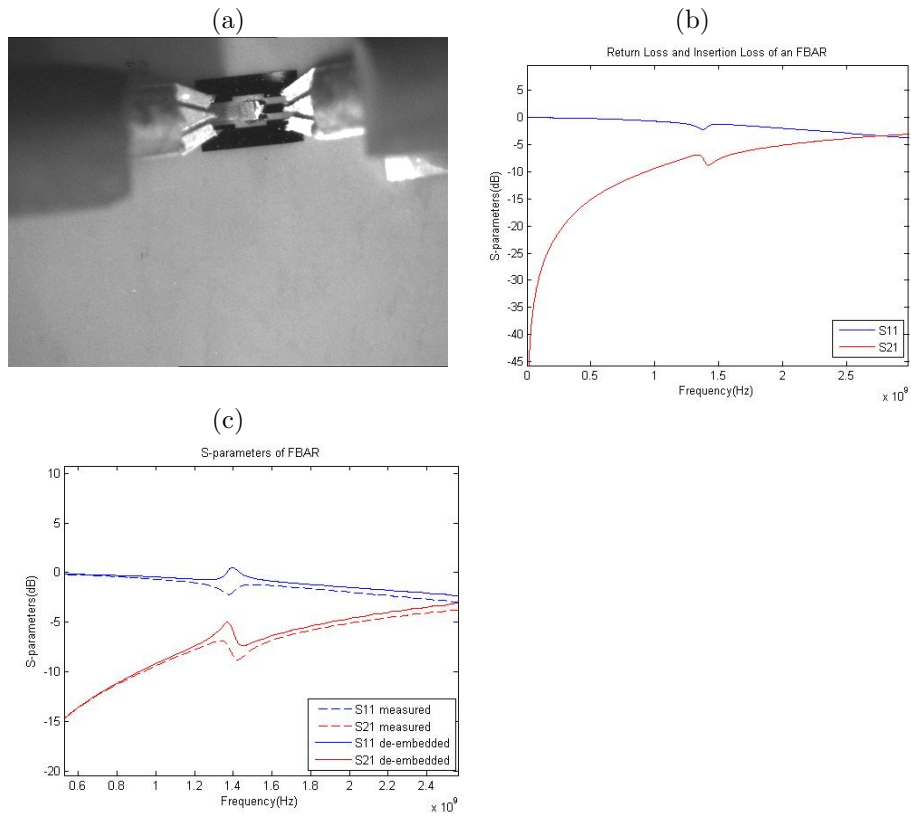 (a)
(b)
Return Loss and Insertion Loss of an FBAR
5
0
-5
-10
-15
-20
-25
-30
-35
-40
-45
S-parameters(dB)
S11
S21
0 0.5 1 1.5 2 2.5
Frequency(Hz)
x 10⁹
(c)
S-parameters of FBAR
10
5
0
-5
-10
-15
-20
S-parameters(dB)
S11 measured
S21 measured
S11 de-embedded
S21 de-embedded
0.6 0.8 1 1.2 1.4 1.6 1.8 2 2.2 2.4
Frequency(Hz)
x 10⁹